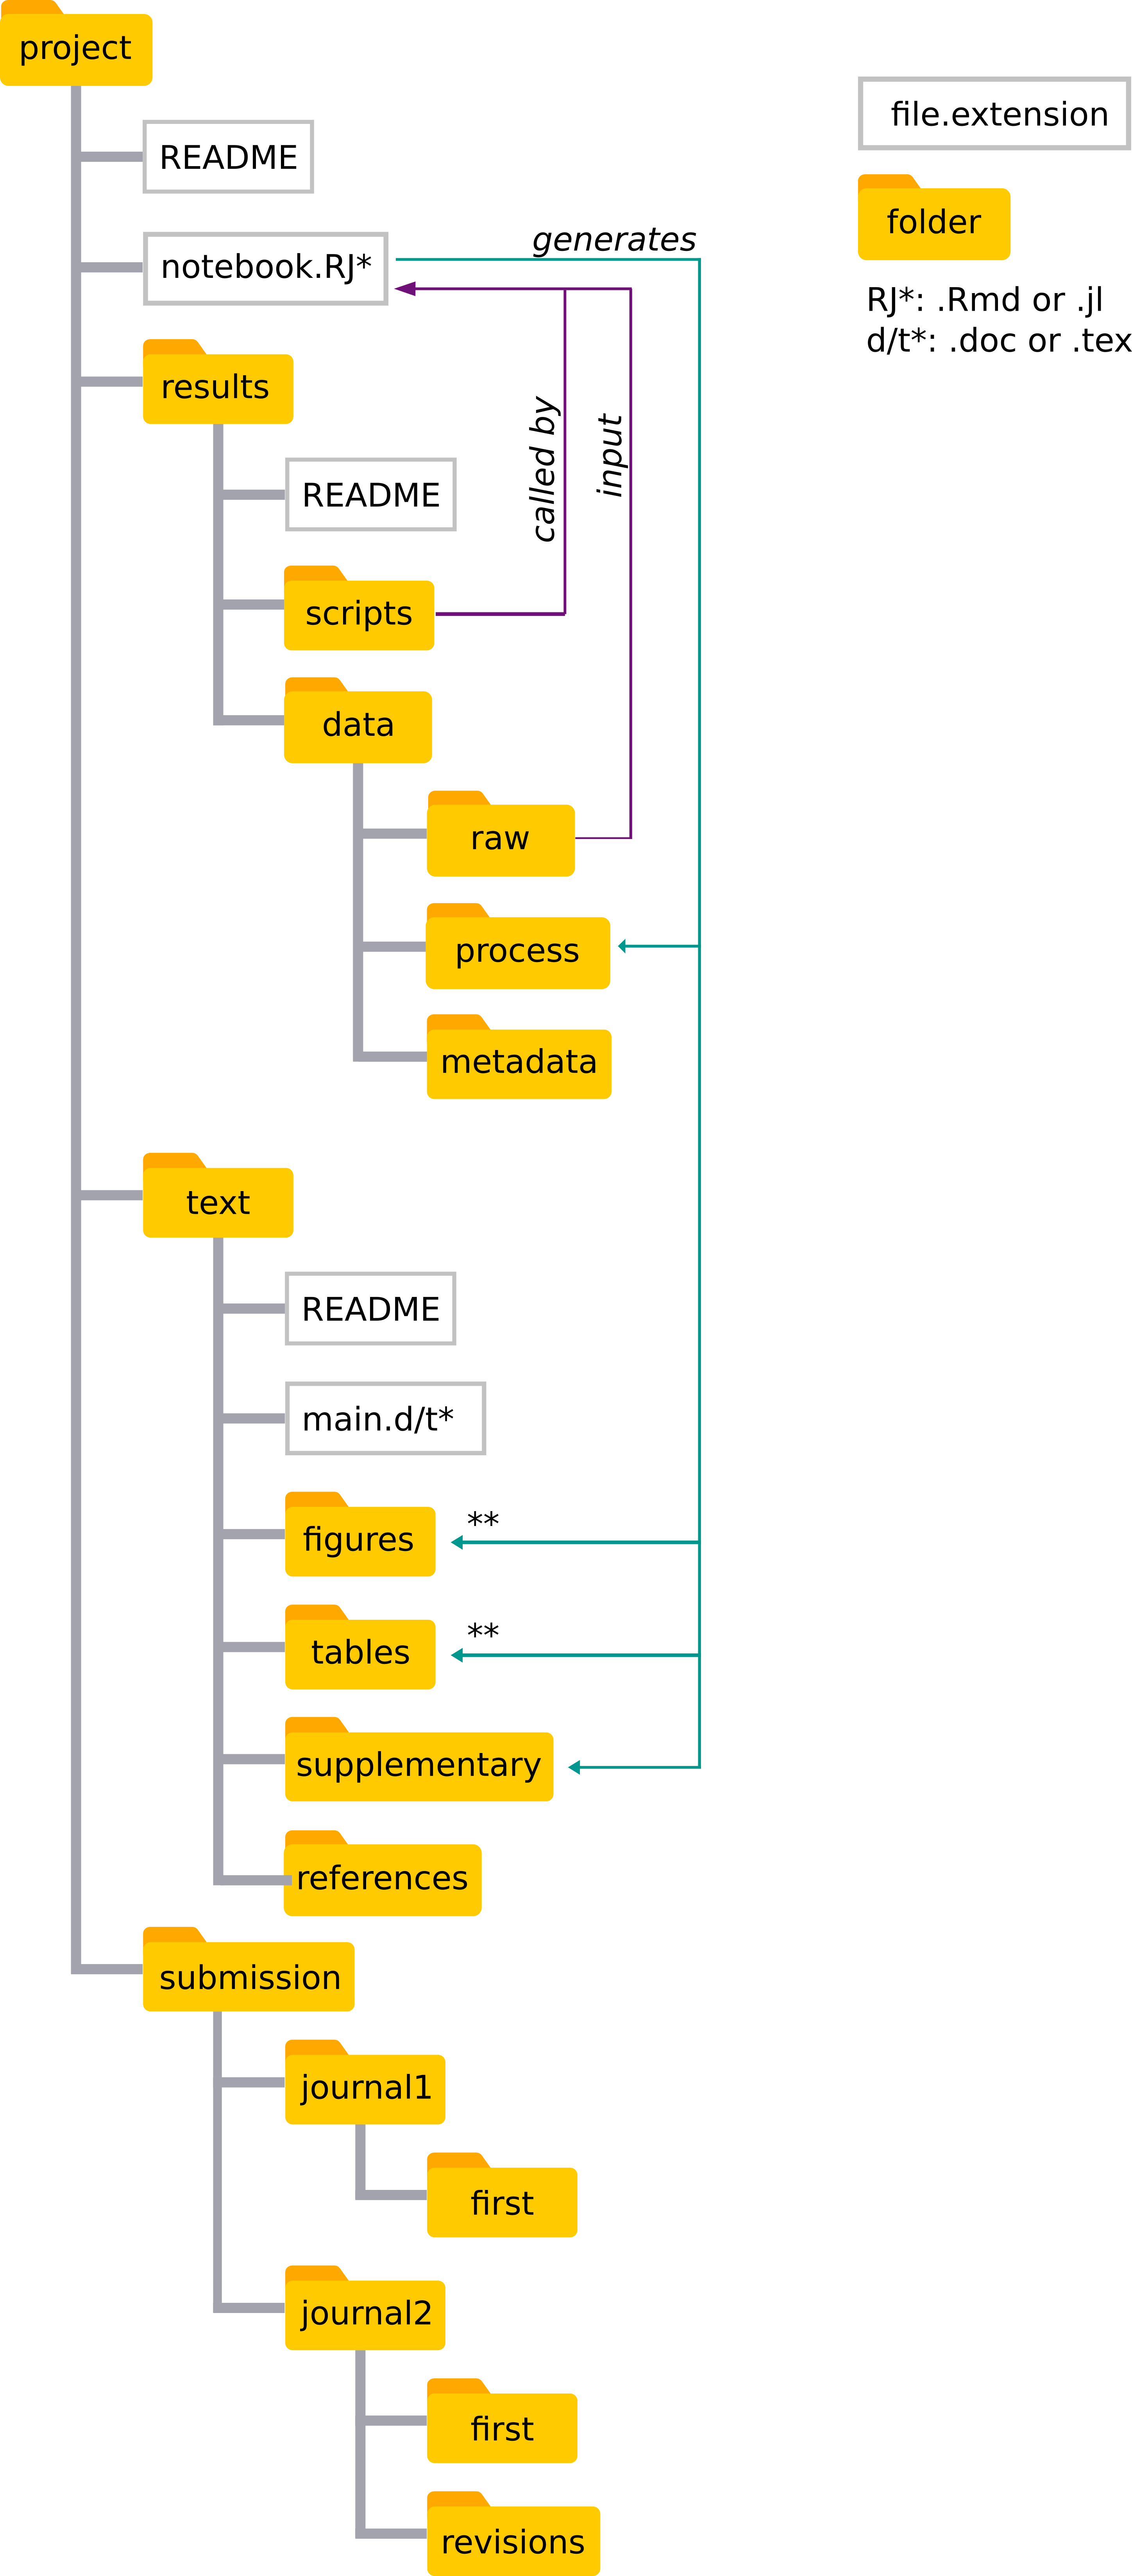 project
file.extension
README
folder
generates
notebook.RJ*
RJ*: .Rmd or .jl
d/t*: .doc or .tex
results
called by
input
README
scripts
data
raw
process
metadata
text
README
main.d/t*
**
figures
**
tables
supplementary
references
submission
journal1
first
journal2
first
revisions